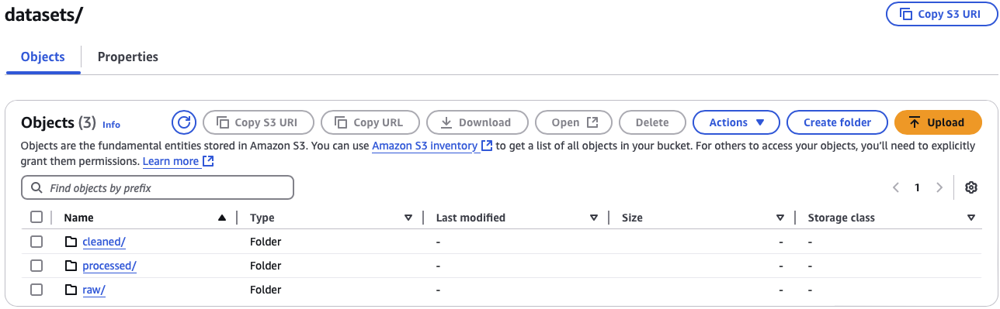 datasets/
Copy S3 URI
Objects Properties
Objects (3) Info Copy S3 URI Copy URL Download Open Delete Actions Create folder Upload
Objects are the fundamental entities stored in Amazon S3. You can use Amazon S3 inventory to get a list of all objects in your bucket. For others to access your objects, you’ll need to explicitly
grant them permissions. Learn more
Find objects by prefix 1
Name Type Last modified Size Storage class
cleaned/ Folder - - -
processed/ Folder - - -
raw/ Folder - - -